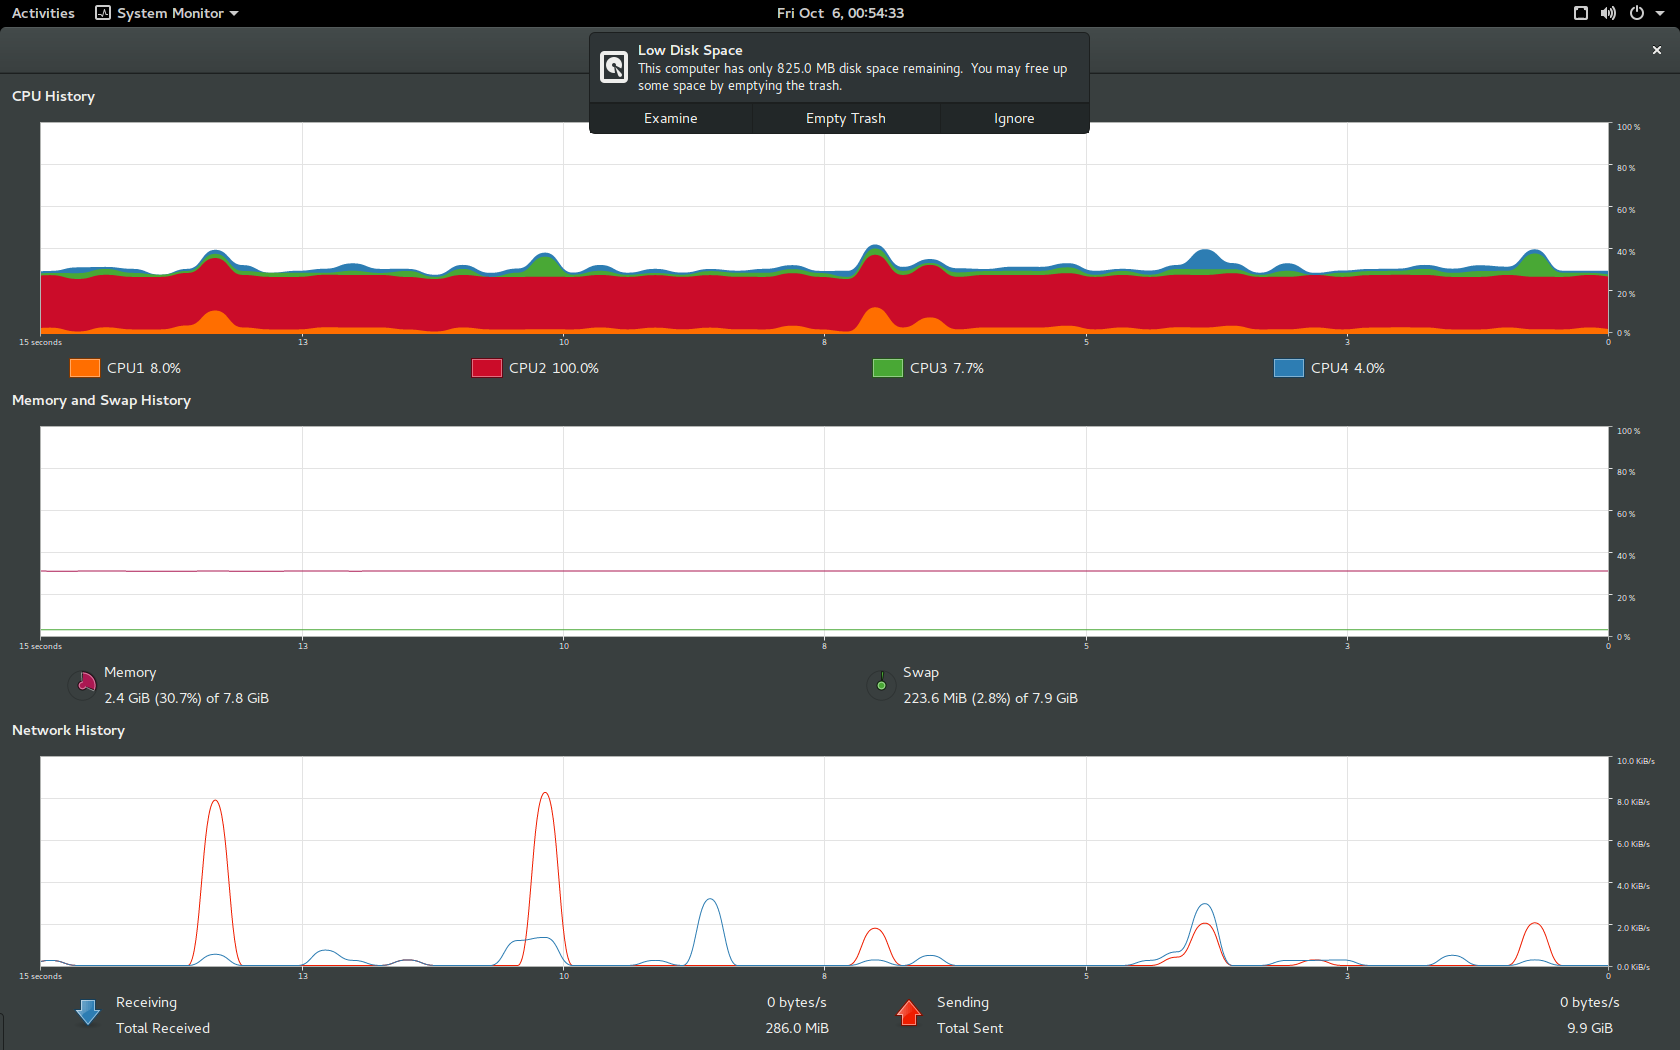 Activities System Monitor Fri Oct 6, 00:54:33
Low Disk Space
This computer has only 825.0 MB disk space remaining. You may free up
some space by emptying the trash.
Examine Empty Trash Ignore
CPU History
100 %
80 %
60 %
40 %
20 %
0 %
15 seconds 13 10 8 5 3 0
CPU1 8.0% CPU2 100.0% CPU3 7.7% CPU4 4.0%
Memory and Swap History
100 %
80 %
60 %
40 %
20 %
0 %
15 seconds 13 10 8 5 3 0
Memory
2.4 GiB (30.7%) of 7.8 GiB
Swap
223.6 MiB (2.8%) of 7.9 GiB
Network History
10.0 KiB/s
8.0 KiB/s
6.0 KiB/s
4.0 KiB/s
2.0 KiB/s
0.0 KiB/s
15 seconds 13 10 8 5 3 0
Receiving 0 bytes/s
Total Received 286.0 MiB
Sending 0 bytes/s
Total Sent 9.9 GiB